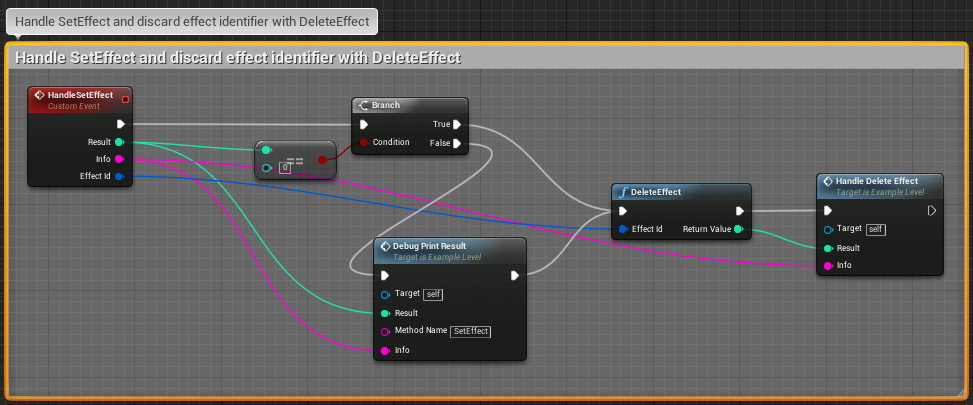 Handle SetEffect and discard effect identifier with DeleteEffect
Handle SetEffect and discard effect identifier with DeleteEffect
HandleSetEffect
Custom Event
Result
Info
Effect Id
0
==
Branch
True
Condition
False
Debug Print Result
Target is Example Level
Target self
Result
Method Name SetEffect
Info
DeleteEffect
Effect Id Return Value
Handle Delete Effect
Target is Example Level
Target self
Result
Info